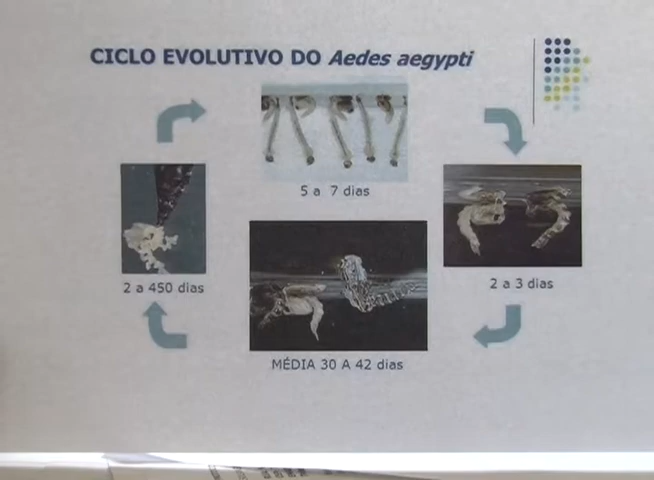 CICLO EVOLUTIVO DO Aedes aegypti
5 a 7 dias
2 a 450 dias
2 a 3 dias
MÉDIA 30 A 42 dias